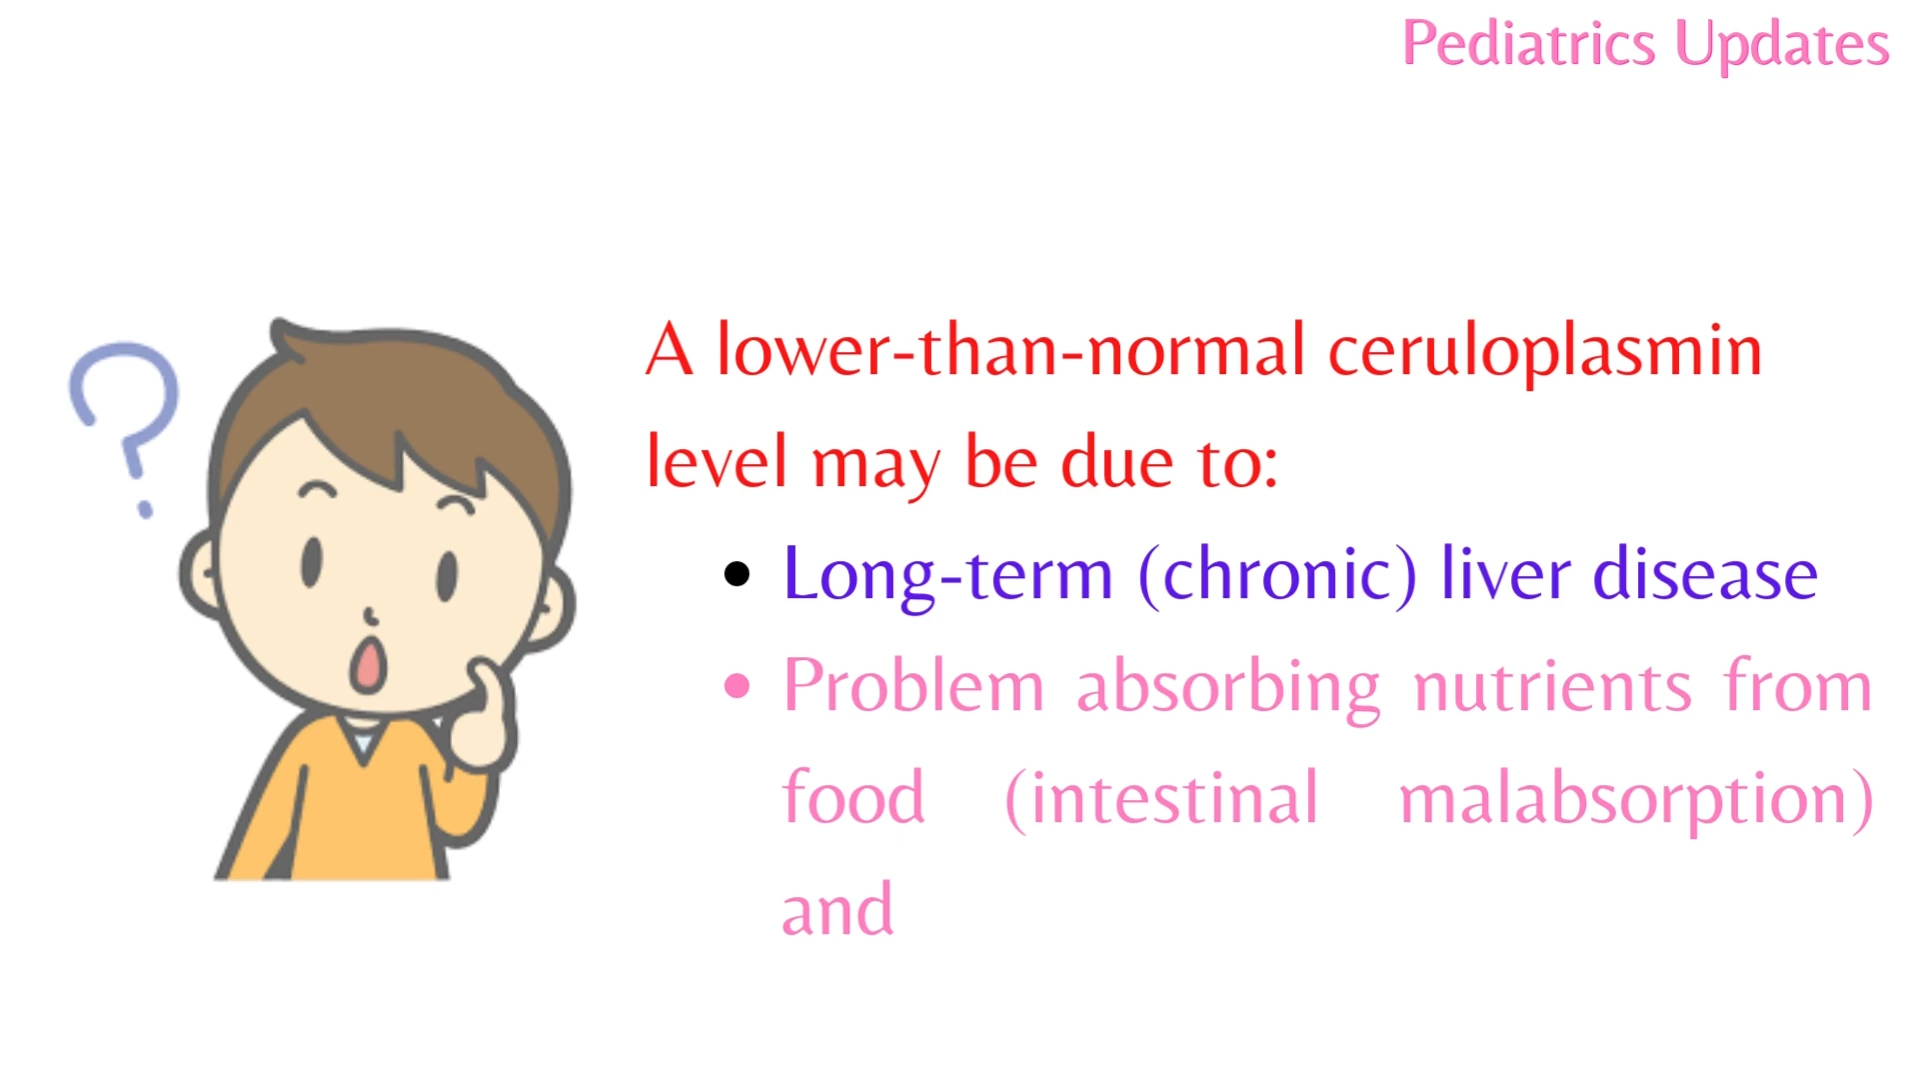 Pediatrics Updates
A lower-than-normal ceruloplasmin
level may be due to:
• Long-term (chronic) liver disease
• Problem absorbing nutrients from
food (intestinal malabsorption)
and